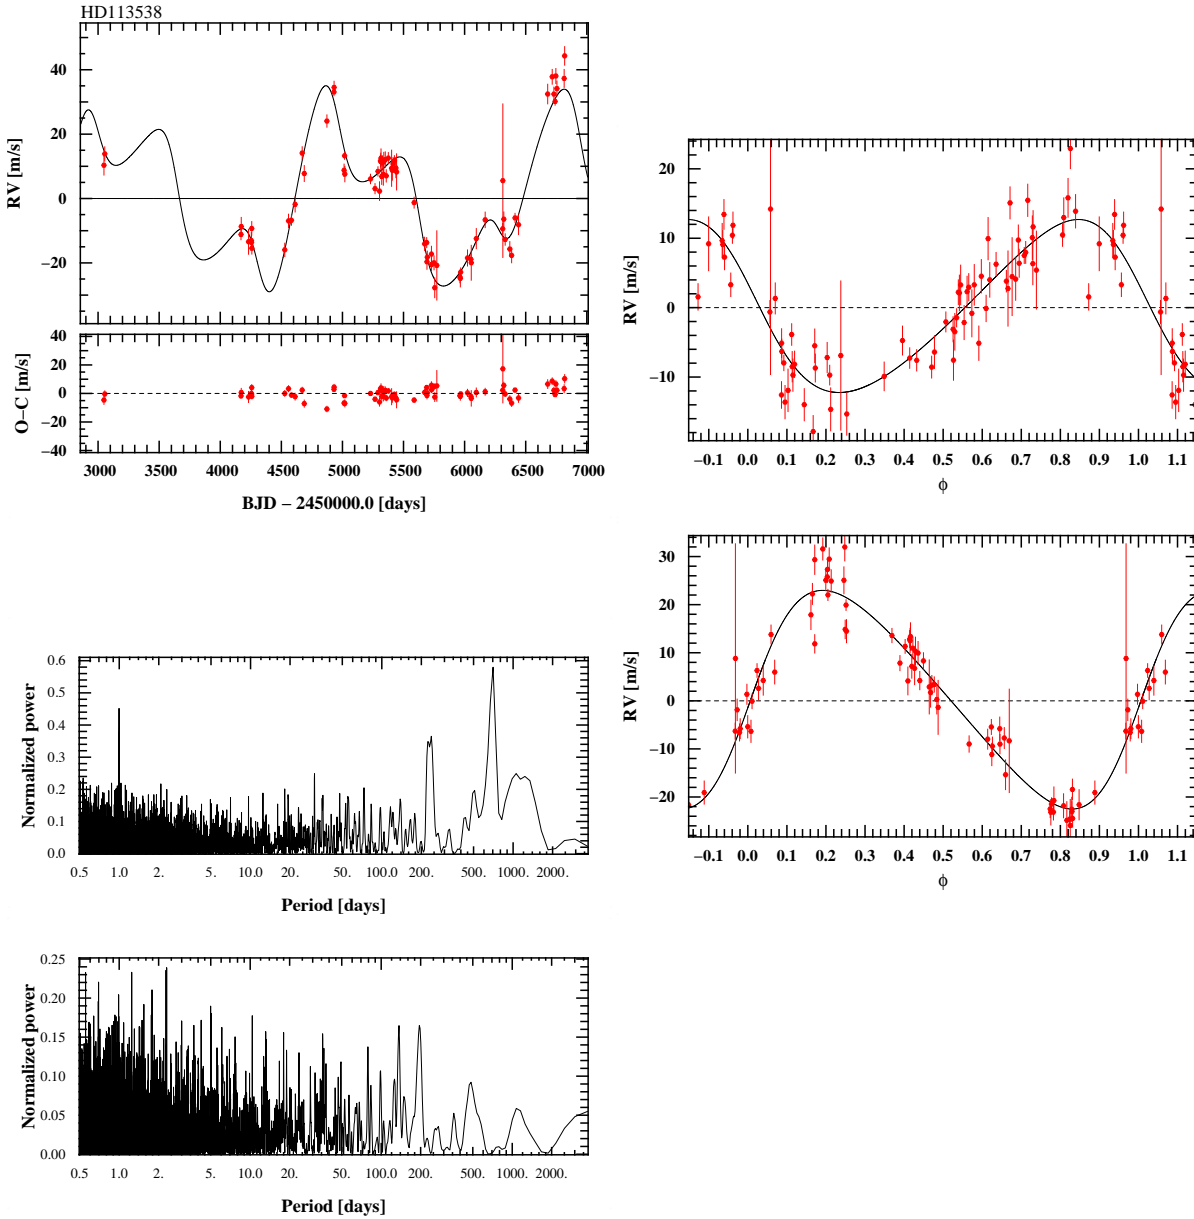 HD113538
RV [m/s]
40
20
0
−20
40
20
0
−20
−40
O−C [m/s]
3000 4000 5000 6000 7000
BJD − 2450000.0 [days]
RV [m/s]
20
10
0
−10
−0.1 0.0 0.1 0.2 0.3 0.4 0.5 0.6 0.7 0.8 0.9 1.0 1.1
ϕ
RV [m/s]
30
20
10
0
−10
−20
−0.1 0.0 0.1 0.2 0.3 0.4 0.5 0.6 0.7 0.8 0.9 1.0 1.1
ϕ
Normalized power
0.6
0.5
0.4
0.3
0.2
0.1
0.0
0.5 1.0 2. 5. 10.0 20. 50. 100.0 200. 500. 1000. 2000.
Period [days]
Normalized power
0.25
0.20
0.15
0.10
0.05
0.00
0.5 1.0 2. 5. 10.0 20. 50. 100.0 200. 500. 1000. 2000.
Period [days]